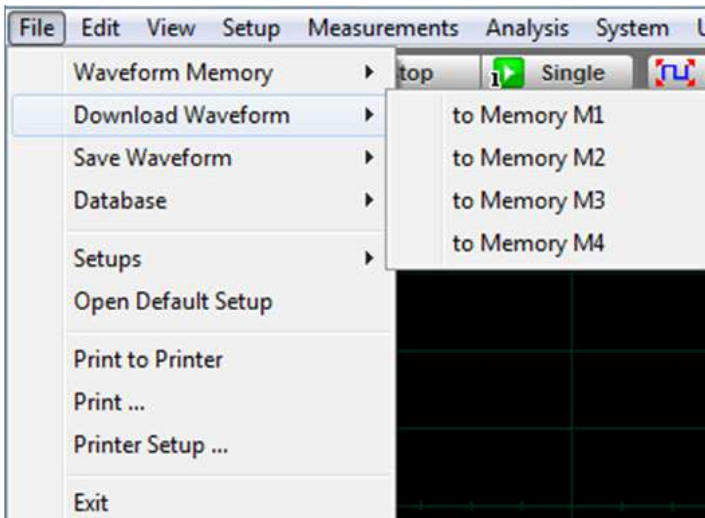 File Edit View Setup Measurements Analysis System
Waveform Memory
Single
Download Waveform
to Memory M1
Save Waveform
to Memory M2
Database
to Memory M3
to Memory M4
Setups
Open Default Setup
Print to Printer
Print ...
Printer Setup ...
Exit